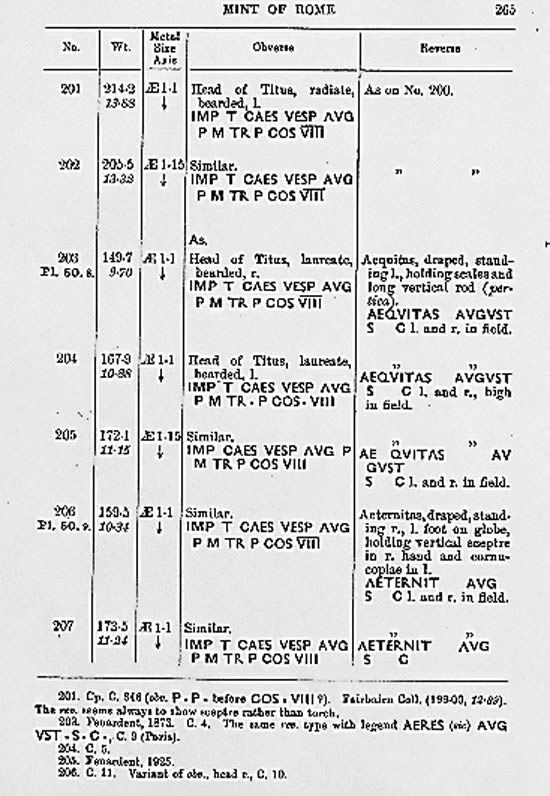 MINT OF ROME 265
No. Wt. Metal Size Axis Obverse Reverse
201 214·2 Æ 1·1 Head of Titus, radiate, As on No. 200.
13·88 ↓ bearded, l.
IMP T CAES VESP AVG
P M TR P COS VIII
202 205·5 Æ 1·15 Similar. „ „
13·32 ↓ IMP T CAES VESP AVG
P M TR P COS VIII
As.
203 149·7 Æ 1·1 Head of Titus, laureate, Aequitas, draped, stand-
Pl. 50. 8. 9·70 ↓ bearded, r. ing l., holding scales and
IMP T CAES VESP AVG long vertical rod (per-
P M TR P COS VIII tica).
AEQVITAS AVGVST
S C l. and r. in field.
204 167·9 Æ 1·1 Head of Titus, laureate, „ „
10·88 ↓ bearded, l. AEQVITAS AVGVST
IMP T CAES VESP AVG S C l. and r., high
P M TR · P COS · VIII in field.
205 172·1 Æ 1·15 Similar. „ „
11·15 ↓ IMP CAES VESP AVG P AE QVITAS AV
M TR P COS VIII GVST
S C l. and r. in field.
206 159·5 Æ 1·1 Similar. Aeternitas, draped, stand-
Pl. 50. 9. 10·34 ↓ IMP T CAES VESP AVG ing r., l. foot on globe,
P M TR P COS VIII holding vertical sceptre
in r. hand and cornu-
copiae in l.
AETERNIT AVG
S C l. and r. in field.
207 173·5 Æ 1·1 Similar. „ „
11·24 ↓ IMP T CAES VESP AVG AETERNIT AVG
P M TR P COS VIII S C
201. Cp. C. 346 (obv. P · P · before COS · VIII ?). Fairbairn Coll.
The rev. seems always to show sceptre rather than torch.
203. Feuardent, 1873. C. 4. The same rev. type with legend AERES (sic) AVG
VST · S · C ·, C. 9 (Paris).
204. C. 5.
205. Feuardent, 1925.
206. C. 11. Variant of obv., head r., C. 10.